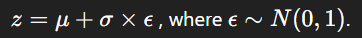 z = μ + σ × ϵ , where ϵ ∼ N(0, 1).